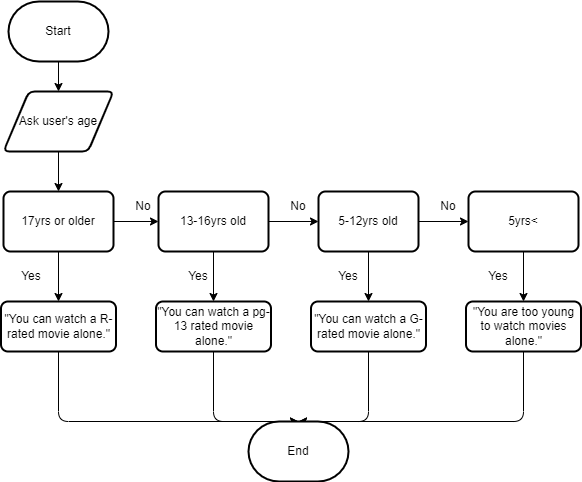 Start
Ask user's age
17yrs or older
No
13-16yrs old
No
5-12yrs old
No
5yrs<
Yes
Yes
Yes
Yes
"You can watch a R-
rated movie alone."
"You can watch a pg-
13 rated movie
alone."
"You can watch a G-
rated movie alone."
"You are too young
to watch movies
alone."
End